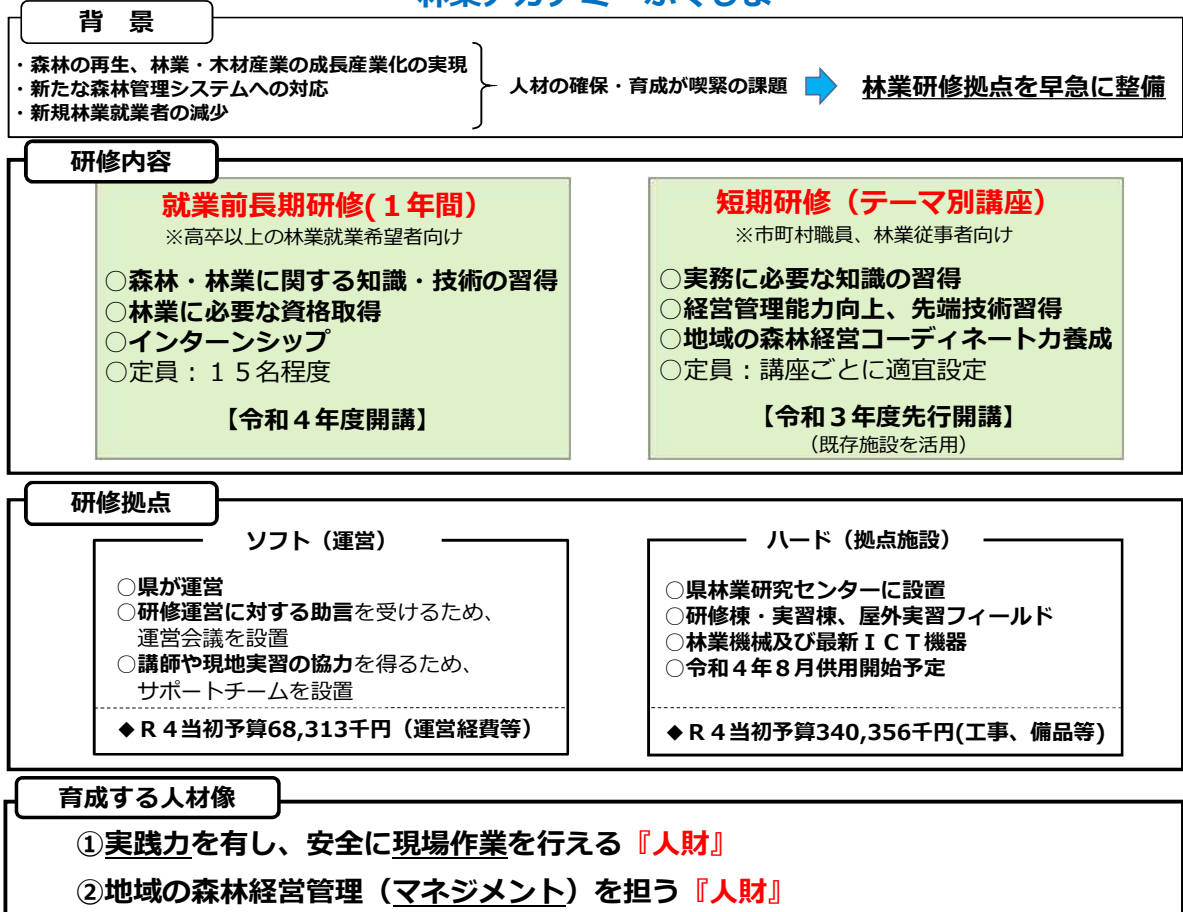 林業アカデミーふくしま
背 景
・森林の再生、林業・木材産業の成長産業化の実現
・新たな森林管理システムへの対応
・新規林業就業者の減少
人材の確保・育成が喫緊の課題
林業研修拠点を早急に整備
研修内容
就業前長期研修(１年間）
※高卒以上の林業就業希望者向け
○森林・林業に関する知識・技術の習得
○林業に必要な資格取得
○インターンシップ
○定員：１５名程度
【令和４年度開講】
短期研修（テーマ別講座）
※市町村職員、林業従事者向け
○実務に必要な知識の習得
○経営管理能力向上、先端技術習得
○地域の森林経営コーディネート力養成
○定員：講座ごとに適宜設定
【令和３年度先行開講】
（既存施設を活用）
研修拠点
ソフト（運営）
○県が運営
○研修運営に対する助言を受けるため、
運営会議を設置
○講師や現地実習の協力を得るため、
サポートチームを設置
◆Ｒ４当初予算68,313千円（運営経費等）
ハード（拠点施設）
○県林業研究センターに設置
○研修棟・実習棟、屋外実習フィールド
○林業機械及び最新ＩＣＴ機器
○令和４年８月供用開始予定
◆Ｒ４当初予算340,356千円(工事、備品等)
育成する人材像
①実践力を有し、安全に現場作業を行える『人財』
②地域の森林経営管理（マネジメント）を担う『人財』